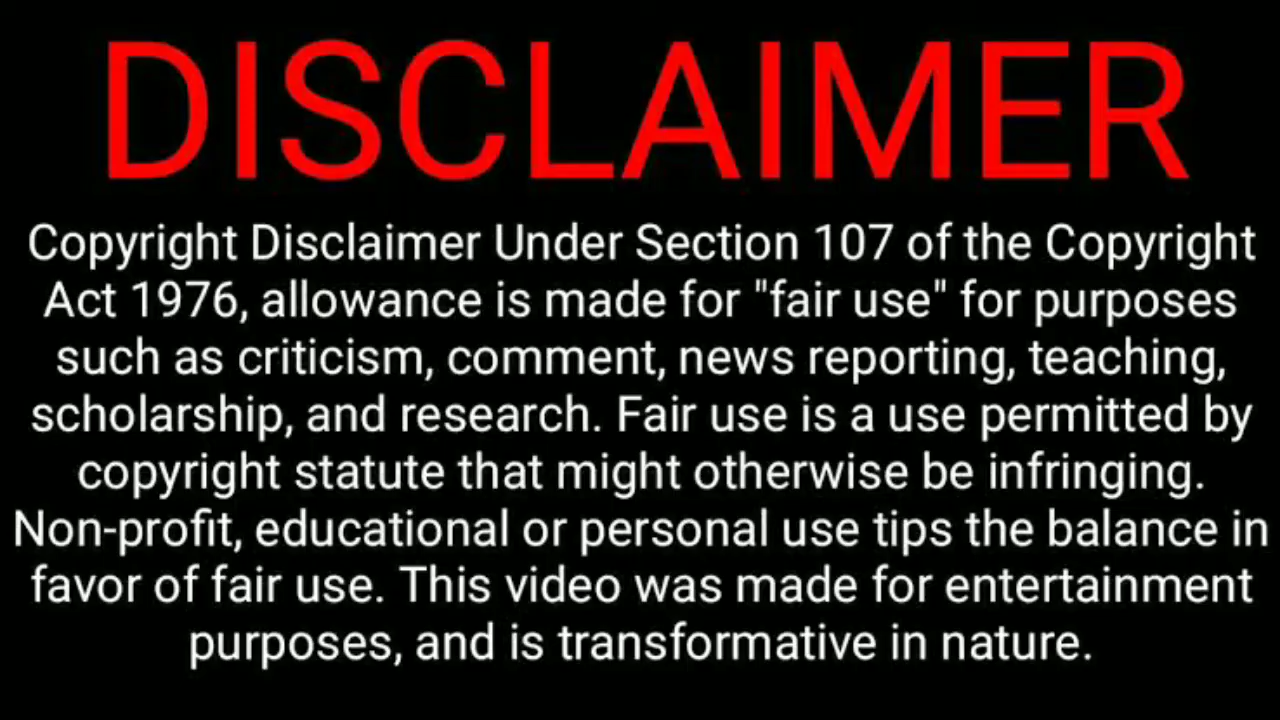 DISCLAIMER
Copyright Disclaimer Under Section 107 of the Copyright
Act 1976, allowance is made for "fair use" for purposes
such as criticism, comment, news reporting, teaching,
scholarship, and research. Fair use is a use permitted by
copyright statute that might otherwise be infringing.
Non-profit, educational or personal use tips the balance in
favor of fair use. This video was made for entertainment
purposes, and is transformative in nature.